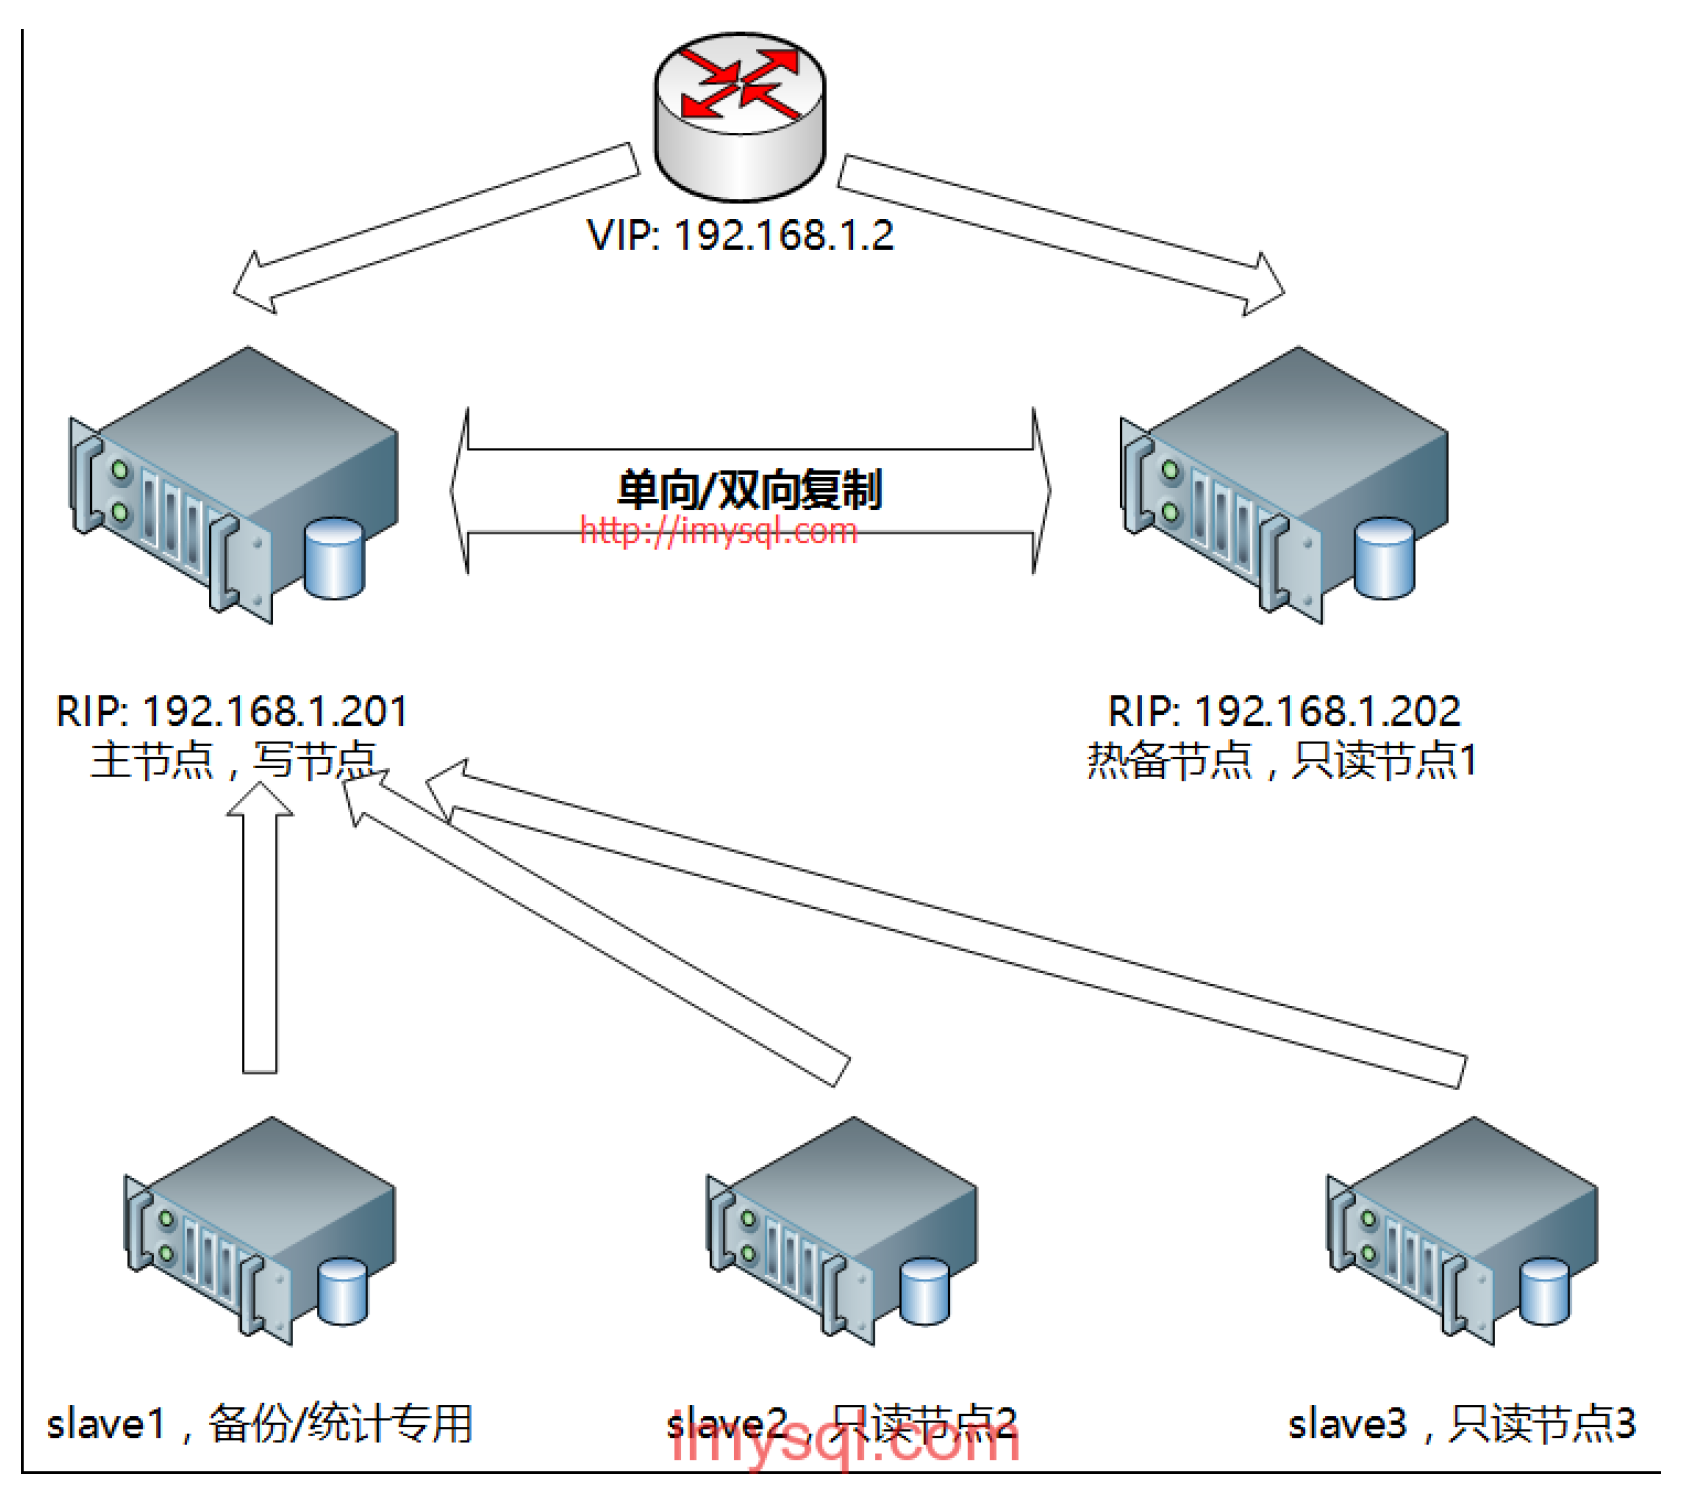 VIP: 192.168.1.2
单向/双向复制
http://imysql.com
RIP: 192.168.1.201
主节点，写节点
RIP: 192.168.1.202
热备节点，只读节点1
slave1，备份/统计专用
slave2，只读节点2
imysql.com
slave3，只读节点3